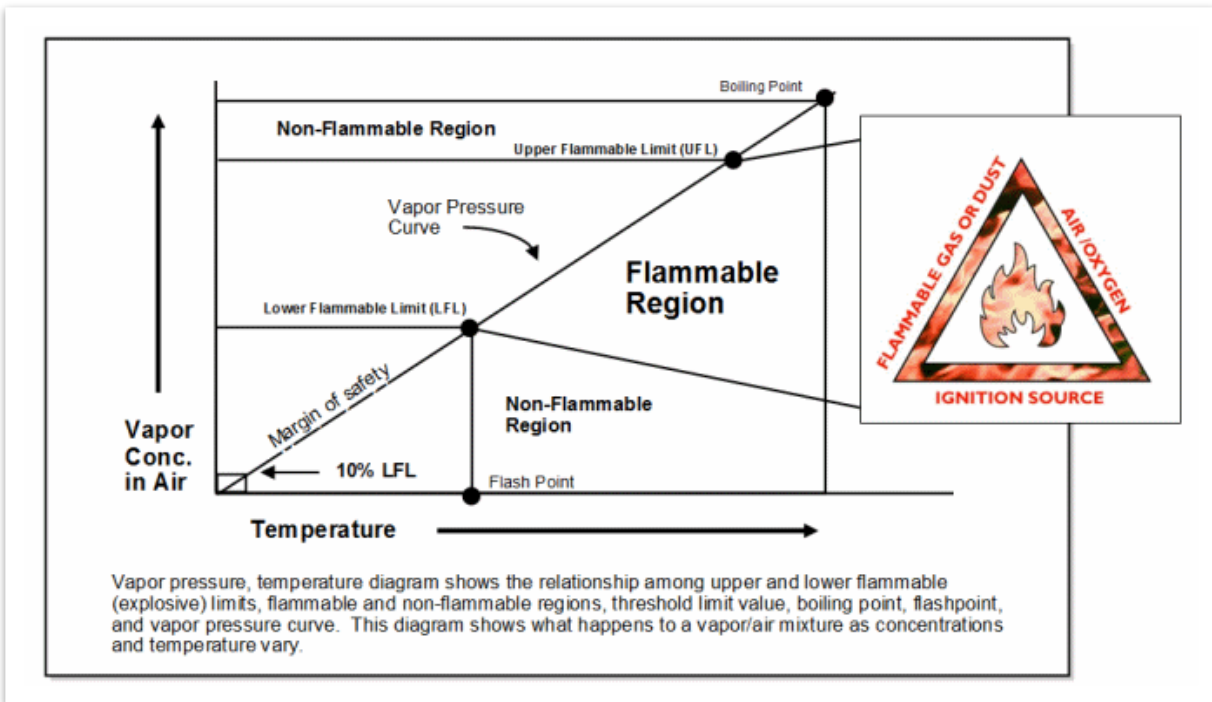 Boiling Point
Non-Flammable Region
Upper Flammable Limit (UFL)
Vapor Pressure
Curve
Flammable
Region
Lower Flammable Limit (LFL)
Margin of safety
Non-Flammable
Region
10% LFL
Flash Point
Vapor
Conc.
in Air
Temperature
FLAMMABLE GAS OR DUST
AIR /OXYGEN
IGNITION SOURCE
Vapor pressure, temperature diagram shows the relationship among upper and lower flammable
(explosive) limits, flammable and non-flammable regions, threshold limit value, boiling point, flashpoint,
and vapor pressure curve.  This diagram shows what happens to a vapor/air mixture as concentrations
and temperature vary.